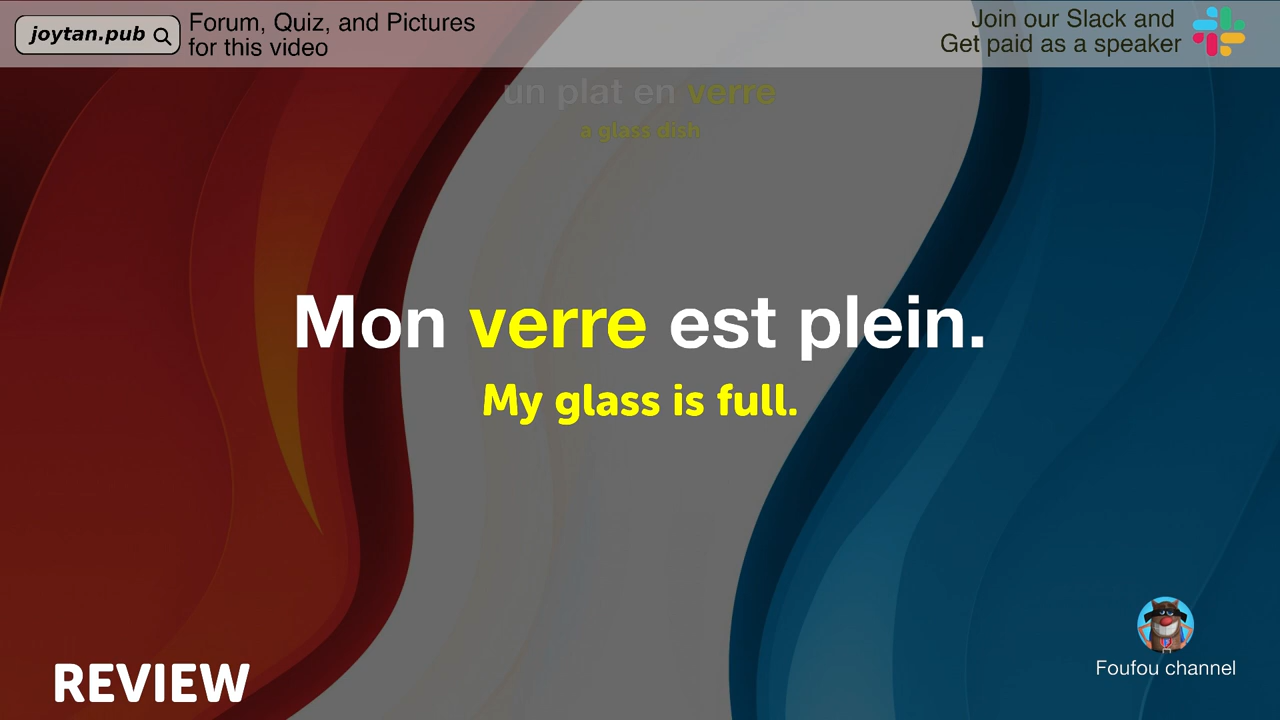 joytan.pub
Forum, Quiz, and Pictures
for this video
Join our Slack and
Get paid as a speaker
un plat en verre
a glass dish
Mon verre est plein.
My glass is full.
REVIEW
Foufou channel